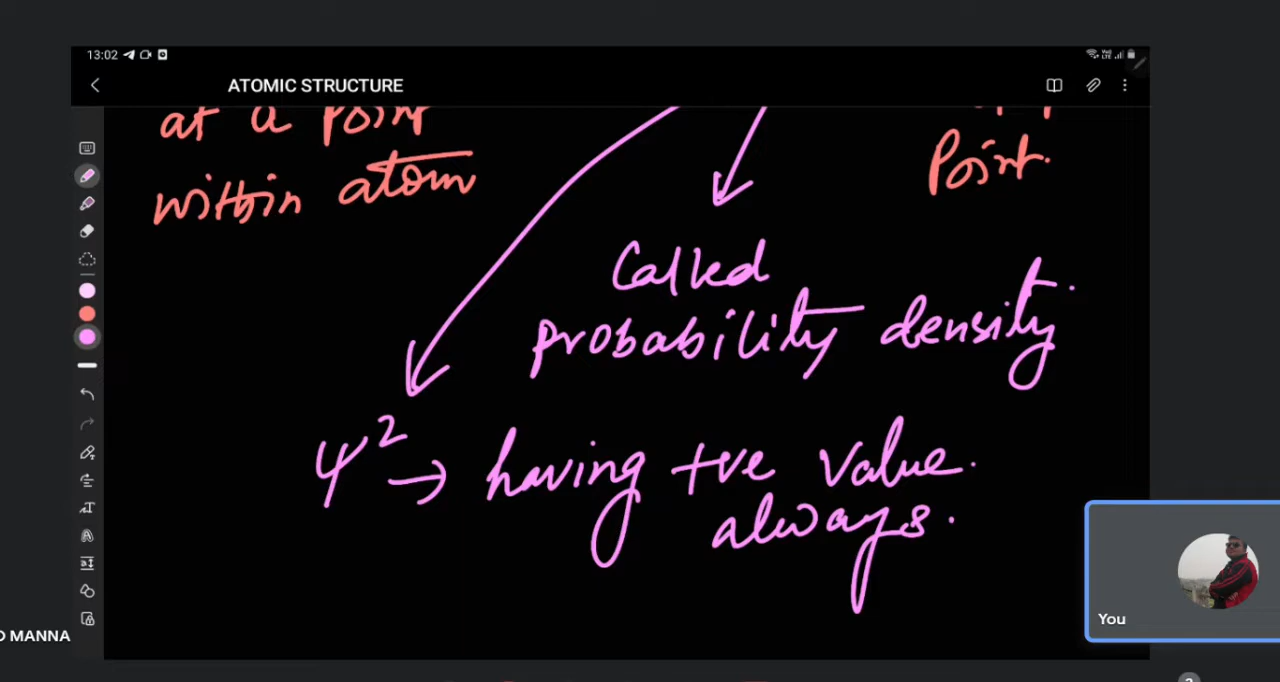 13:02
ATOMIC STRUCTURE
at a point
within atom
Point.
Called
probability density.
ψ² → having +ve value.
always.
You
MANNA